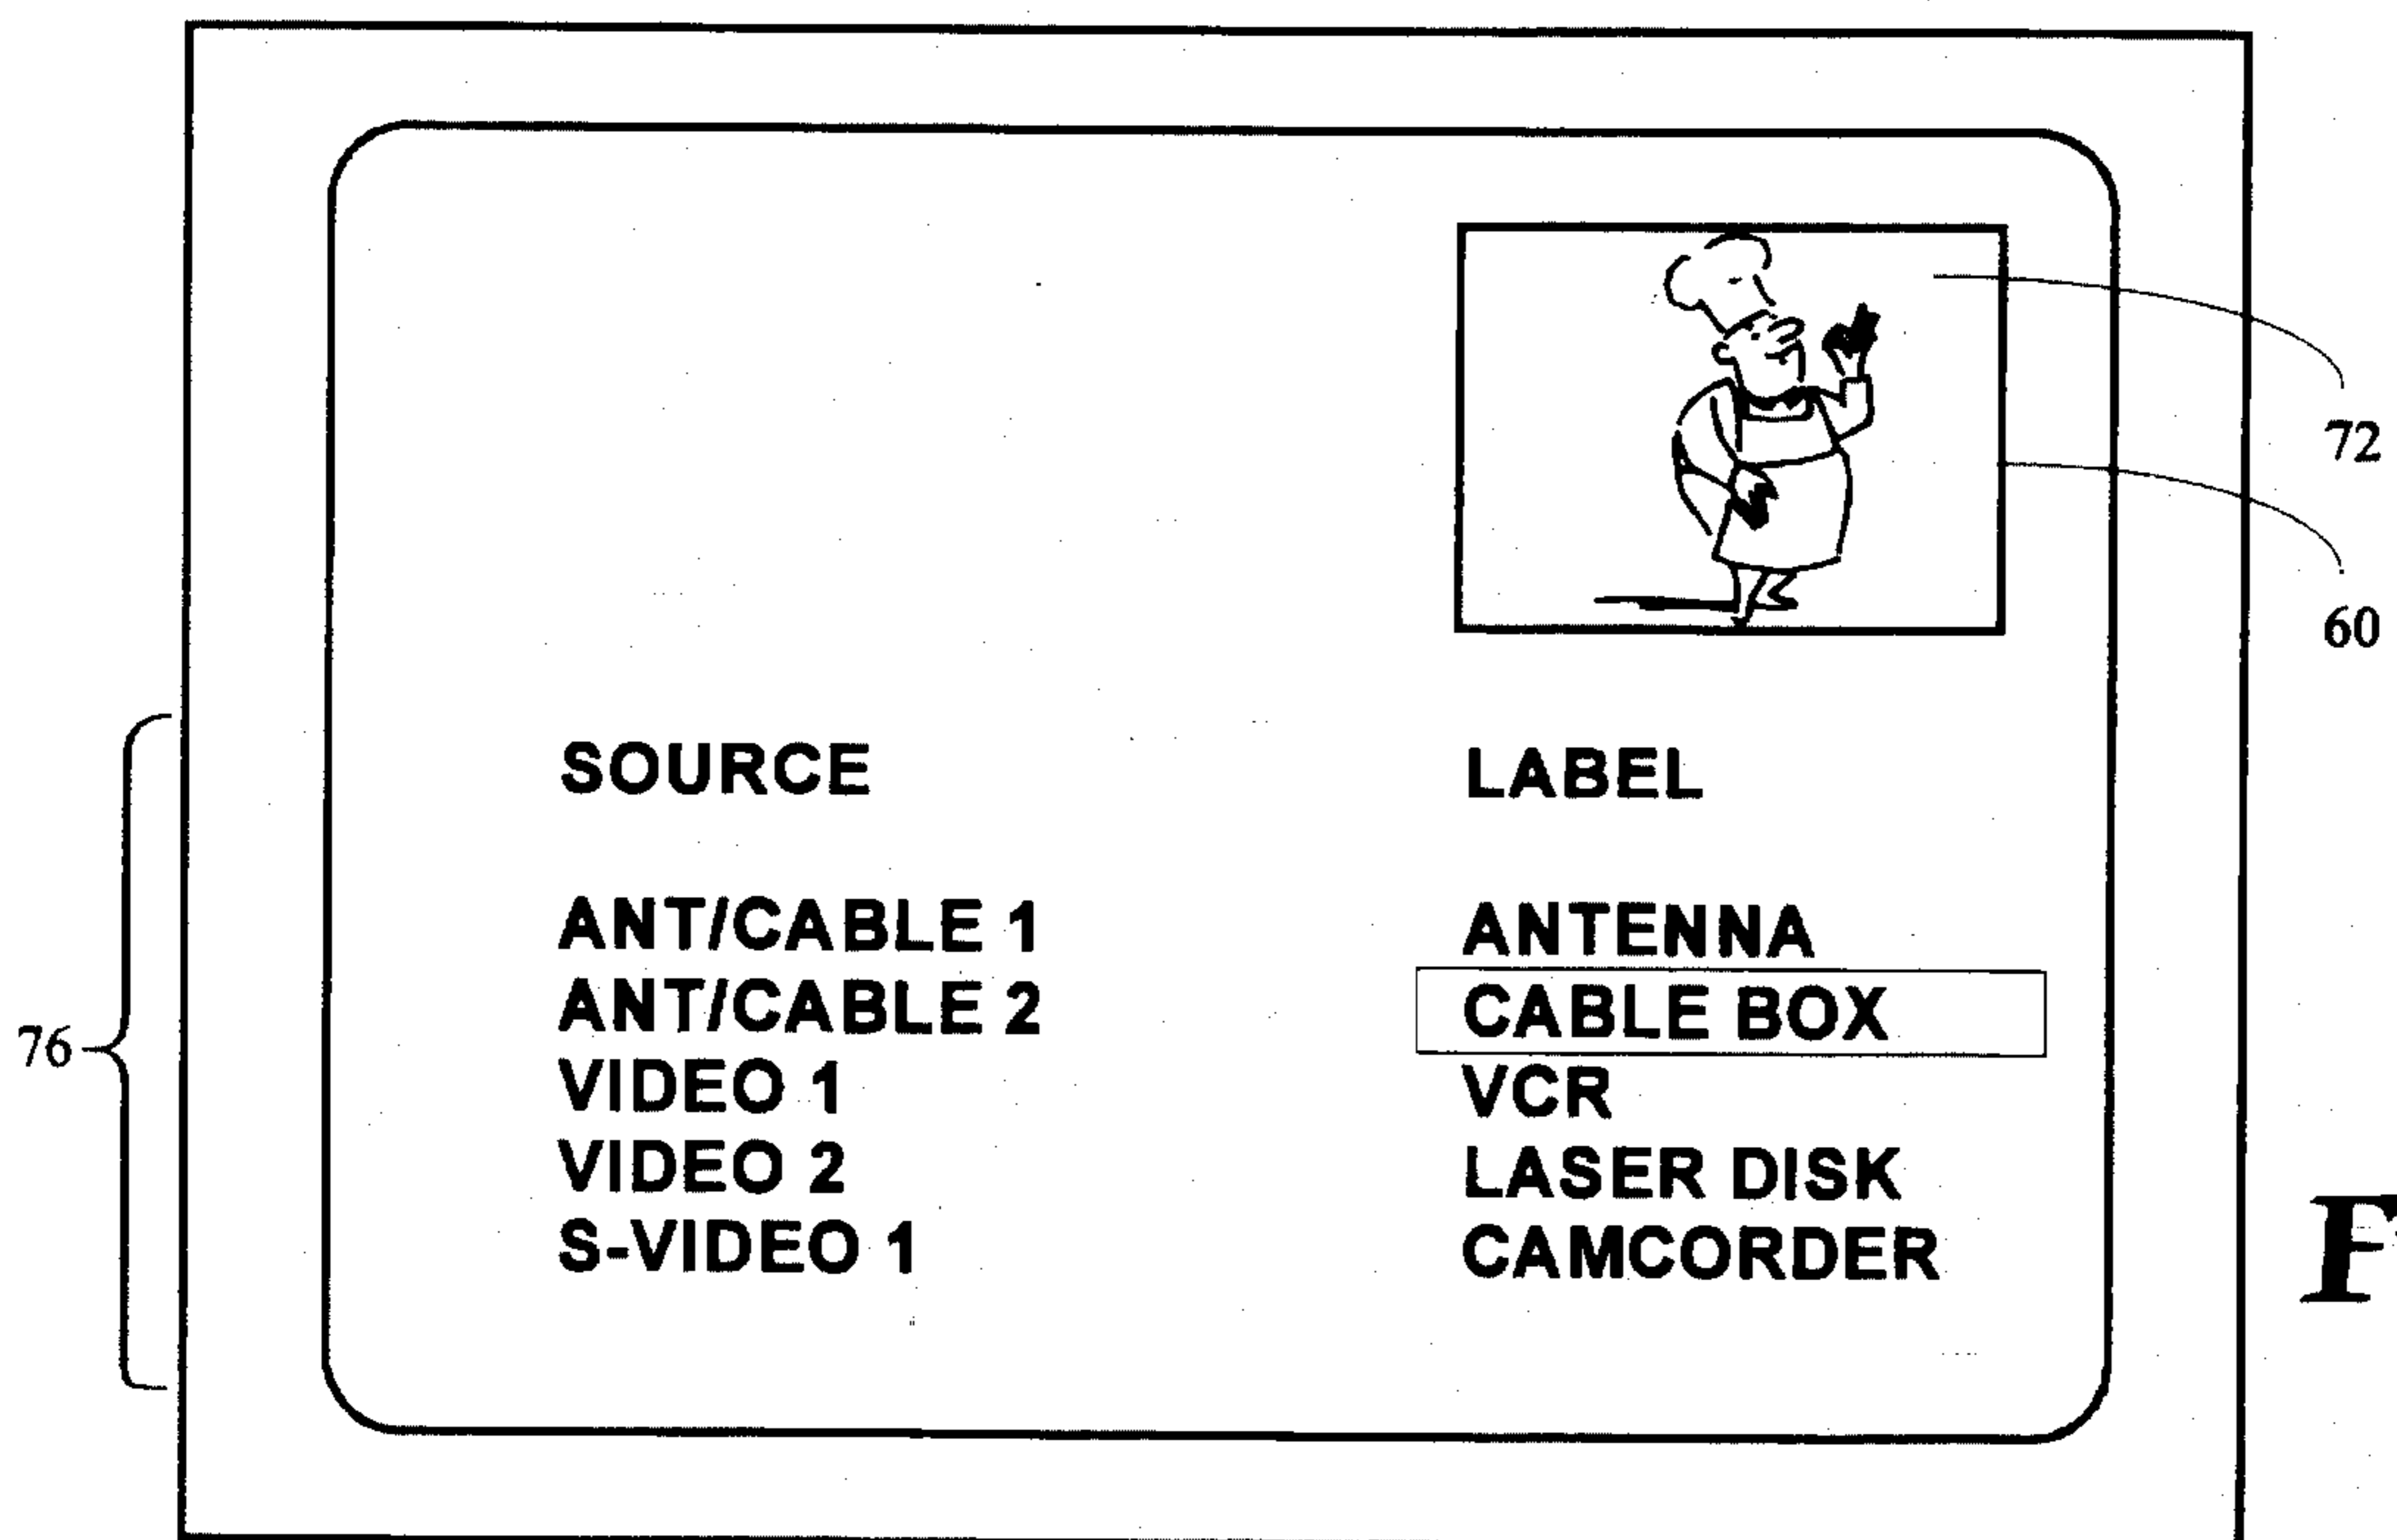 72
60
SOURCE LABEL
ANT/CABLE 1 ANTENNA
ANT/CABLE 2 CABLE BOX
76
VIDEO 1 VCR
VIDEO 2 LASER DISK
S-VIDEO 1 CAMCORDER
F